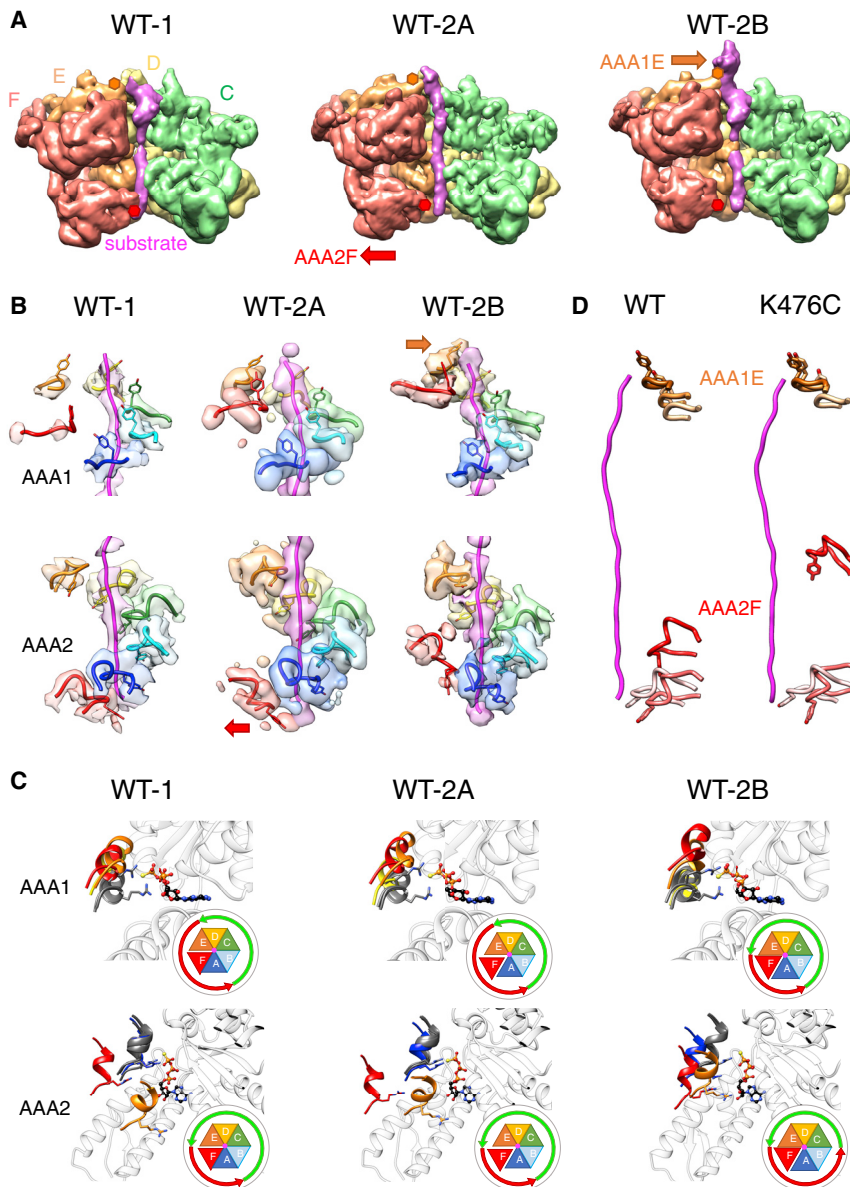 A
WT-1 WT-2A WT-2B
AAA1E
F E D C
substrate
AAA2F
B
WT-1 WT-2A WT-2B
AAA1
AAA2
D
WT K476C
AAA1E
AAA2F
C
WT-1 WT-2A WT-2B
AAA1
E D C F A B
E D C F A B
E D C F A B
AAA2
E D C F A B
E D C F A B
E D C F A B